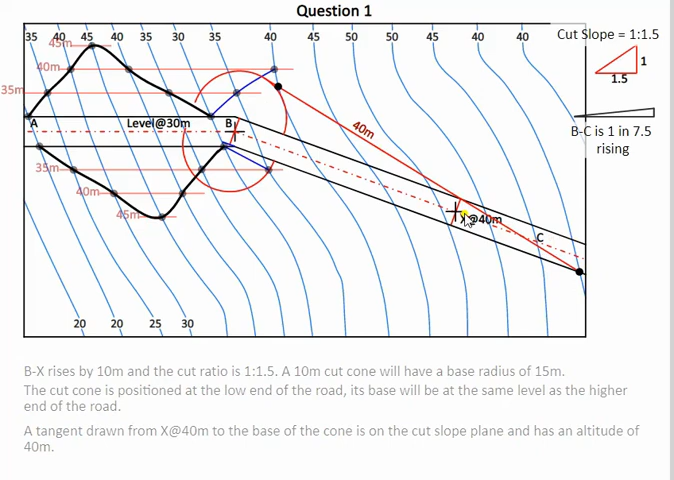 Question 1
35 40 45 40 35 40 45 50 50 45 40 40
Cut Slope = 1:1.5
45m
40m
1
1.5
35m
A
Level@30m
B
40m
B-C is 1 in 7.5
rising
35m
40m
45m
X@40m
C
20 20 25 30
B-X rises by 10m and the cut ratio is 1:1.5. A 10m cut cone will have a base radius of 15m.
The cut cone is positioned at the low end of the road, its base will be at the same level as the higher
end of the road.
A tangent drawn from X@40m to the base of the cone is on the cut slope plane and has an altitude of
40m.